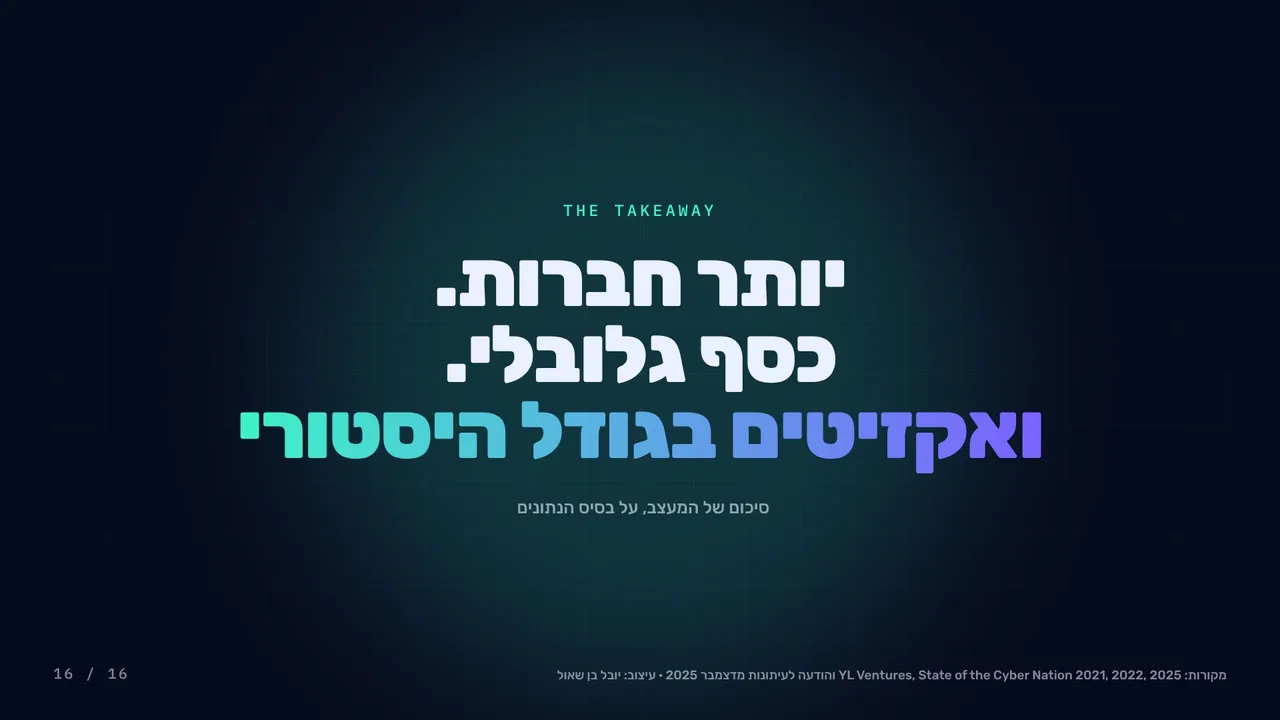 THE TAKEAWAY
יותר חברות.
כסף גלובלי.
ואקזיטים בגודל היסטורי
סיכום של המעצב, על בסיס הנתונים
מקורות: YL Ventures, State of the Cyber Nation 2021, 2022, 2025 והודעה לעיתונות מדצמבר 2025 • עיצוב: יובל בן שאול
16 / 16